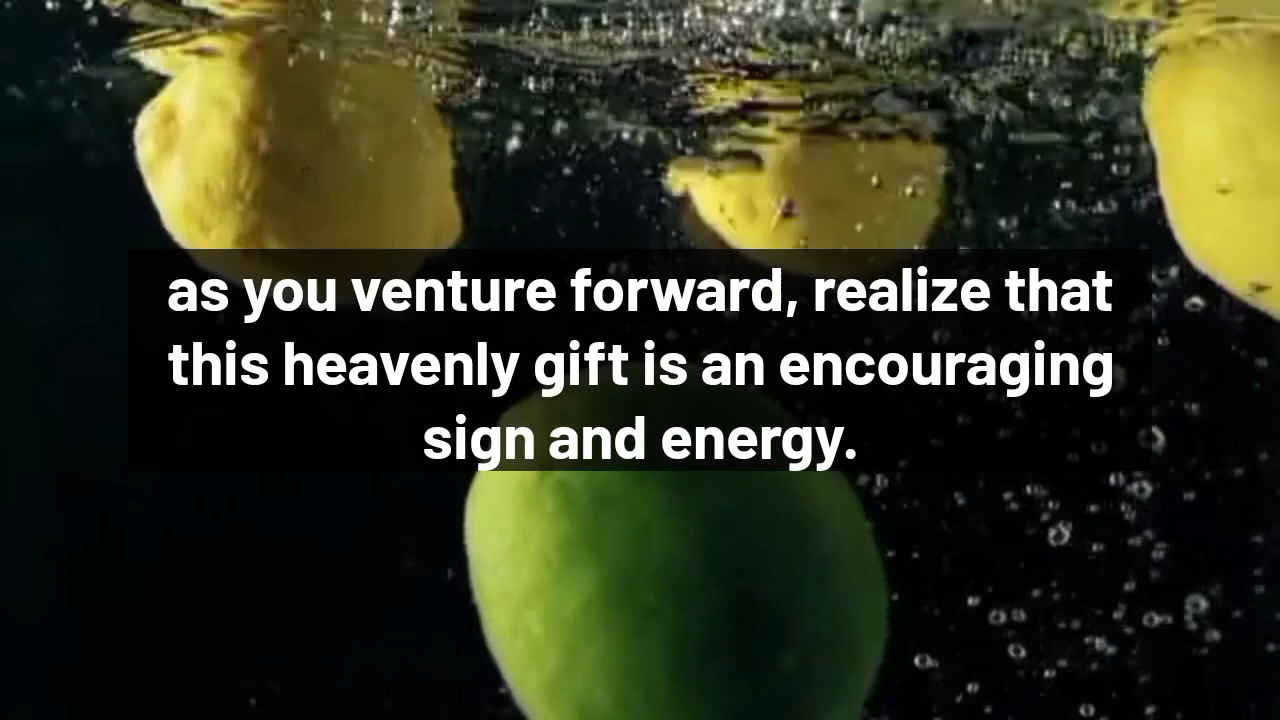 as you venture forward, realize that
this heavenly gift is an encouraging
sign and energy.